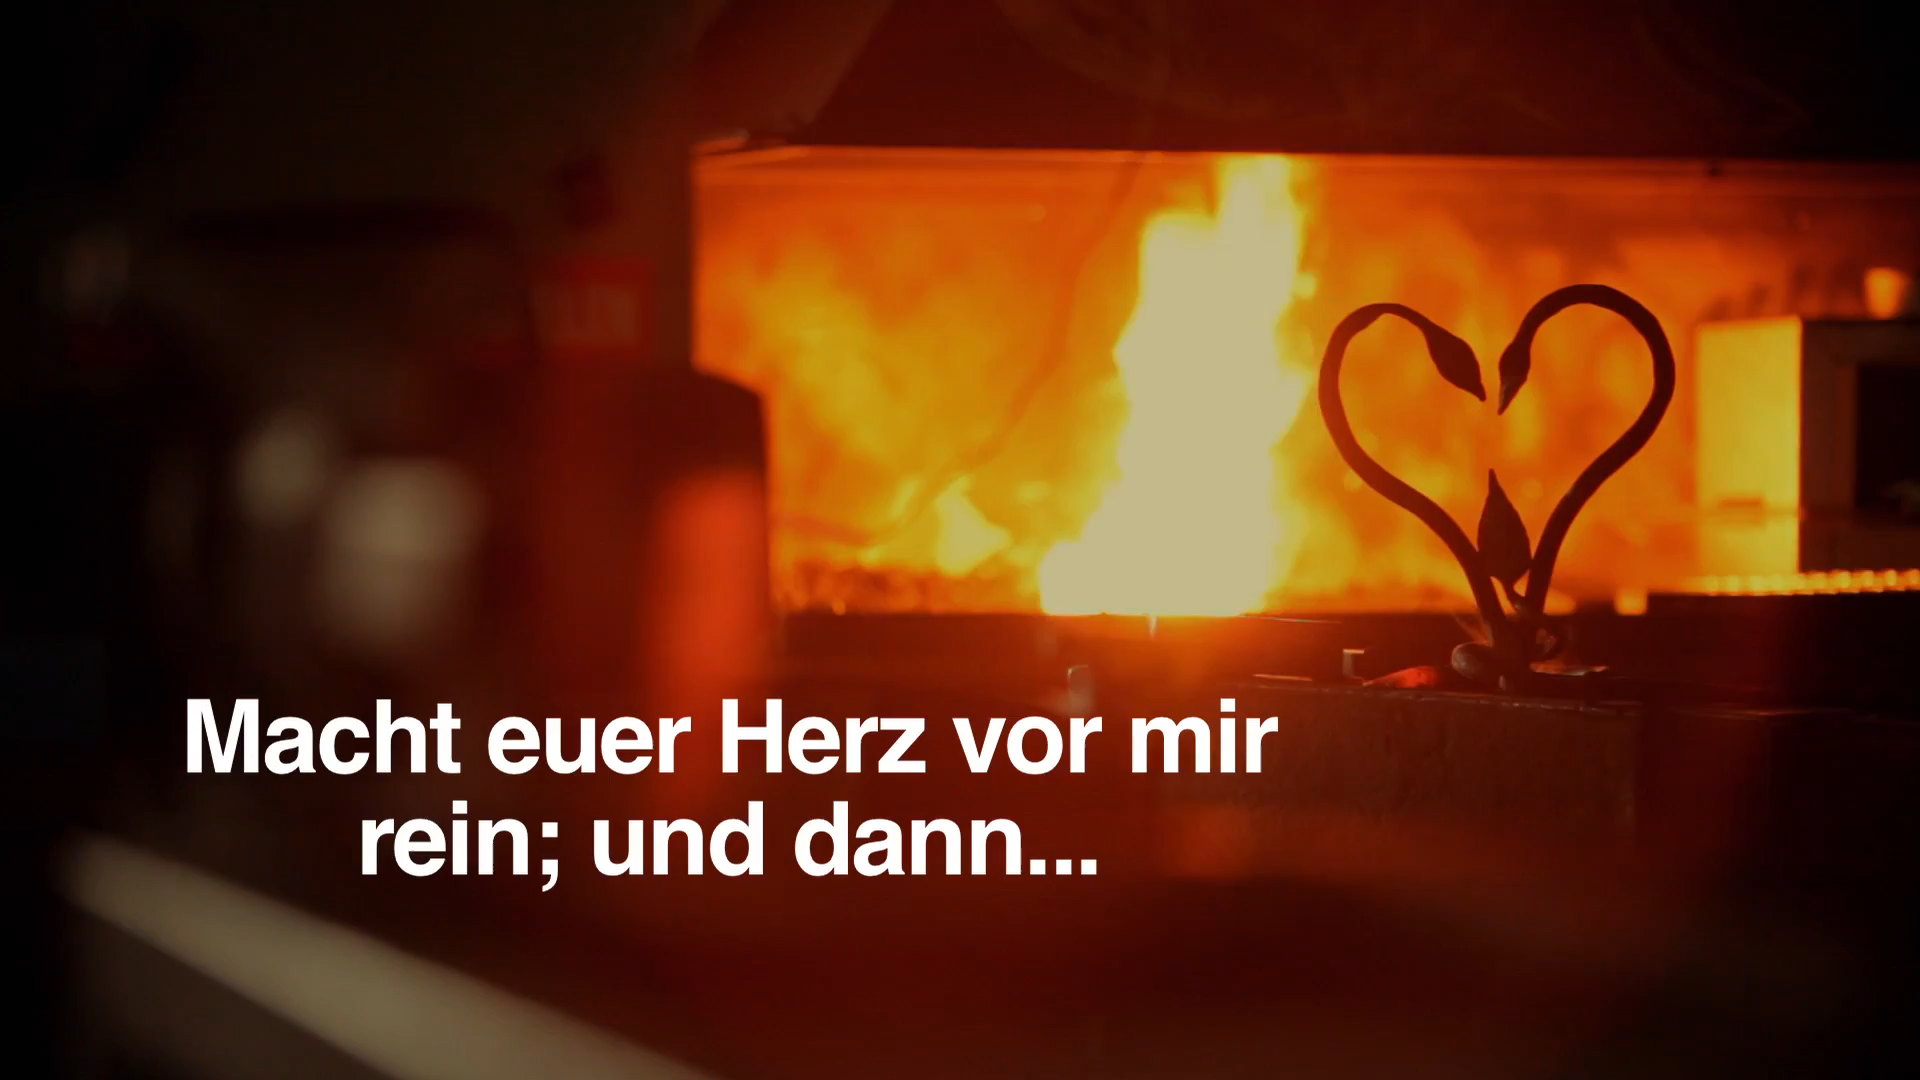 Macht euer Herz vor mir
rein; und dann...